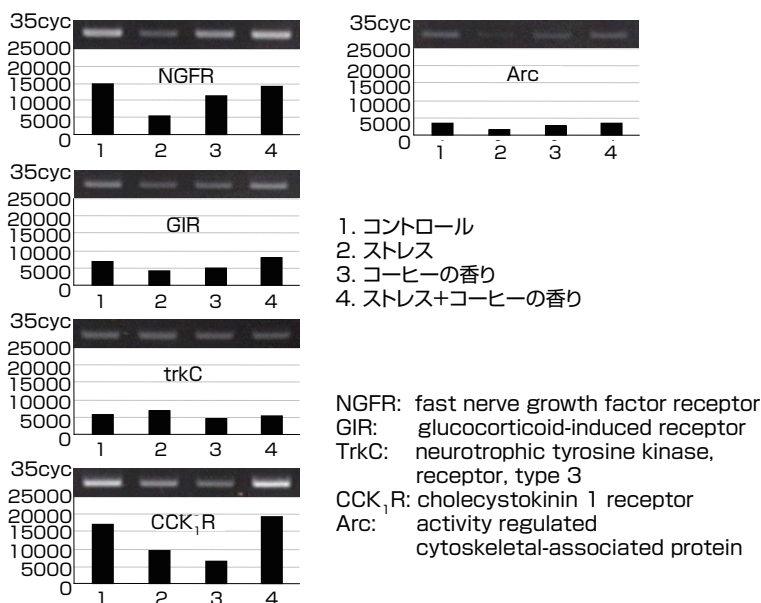 35cyc
25000
20000
15000
10000
5000
0
NGFR
1 2 3 4
35cyc
25000
20000
15000
10000
5000
0
Arc
1 2 3 4
35cyc
25000
20000
15000
10000
5000
0
GIR
1 2 3 4
35cyc
25000
20000
15000
10000
5000
0
trkC
1 2 3 4
35cyc
25000
20000
15000
10000
5000
0
CCK₁R
1 2 3 4
1. コントロール
2. ストレス
3. コーヒーの香り
4. ストレス+コーヒーの香り
NGFR: fast nerve growth factor receptor
GIR: glucocorticoid-induced receptor
TrkC: neurotrophic tyrosine kinase,
receptor, type 3
CCK₁R: cholecystokinin 1 receptor
Arc: activity regulated
cytoskeletal-associated protein